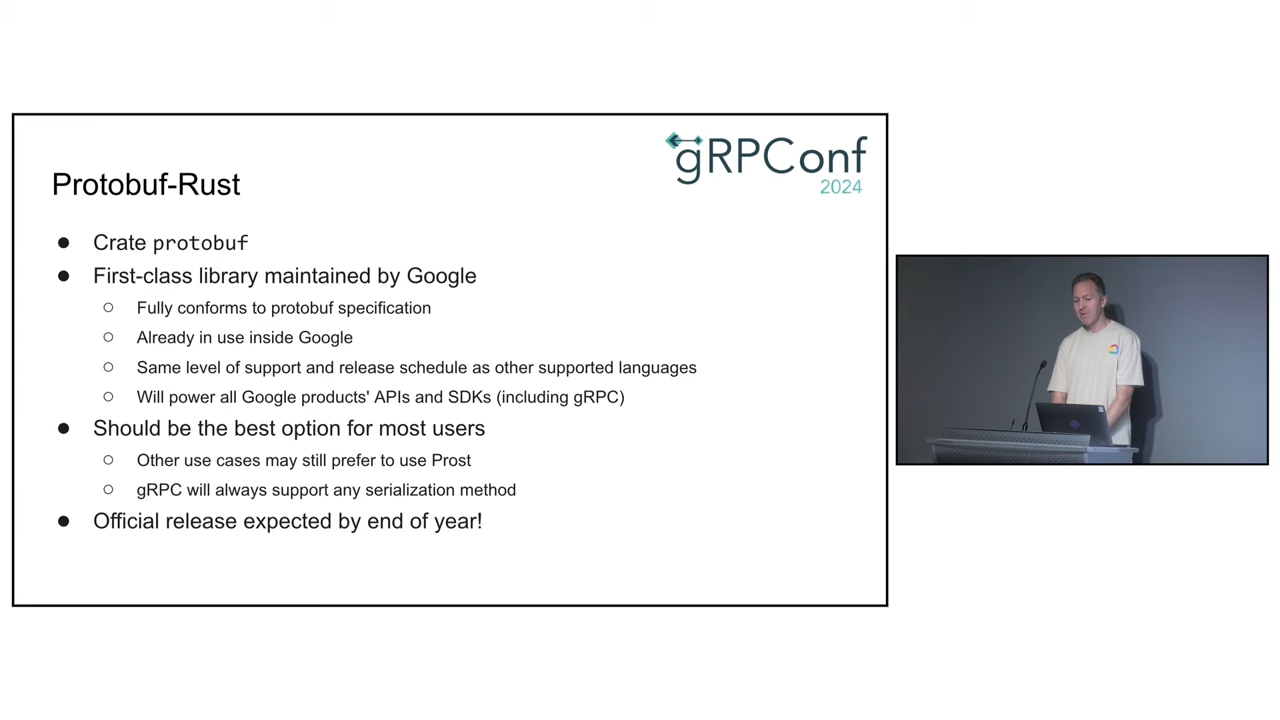 gRPConf
2024
Protobuf-Rust
● Crate protobuf
● First-class library maintained by Google
○ Fully conforms to protobuf specification
○ Already in use inside Google
○ Same level of support and release schedule as other supported languages
○ Will power all Google products' APIs and SDKs (including gRPC)
● Should be the best option for most users
○ Other use cases may still prefer to use Prost
○ gRPC will always support any serialization method
● Official release expected by end of year!